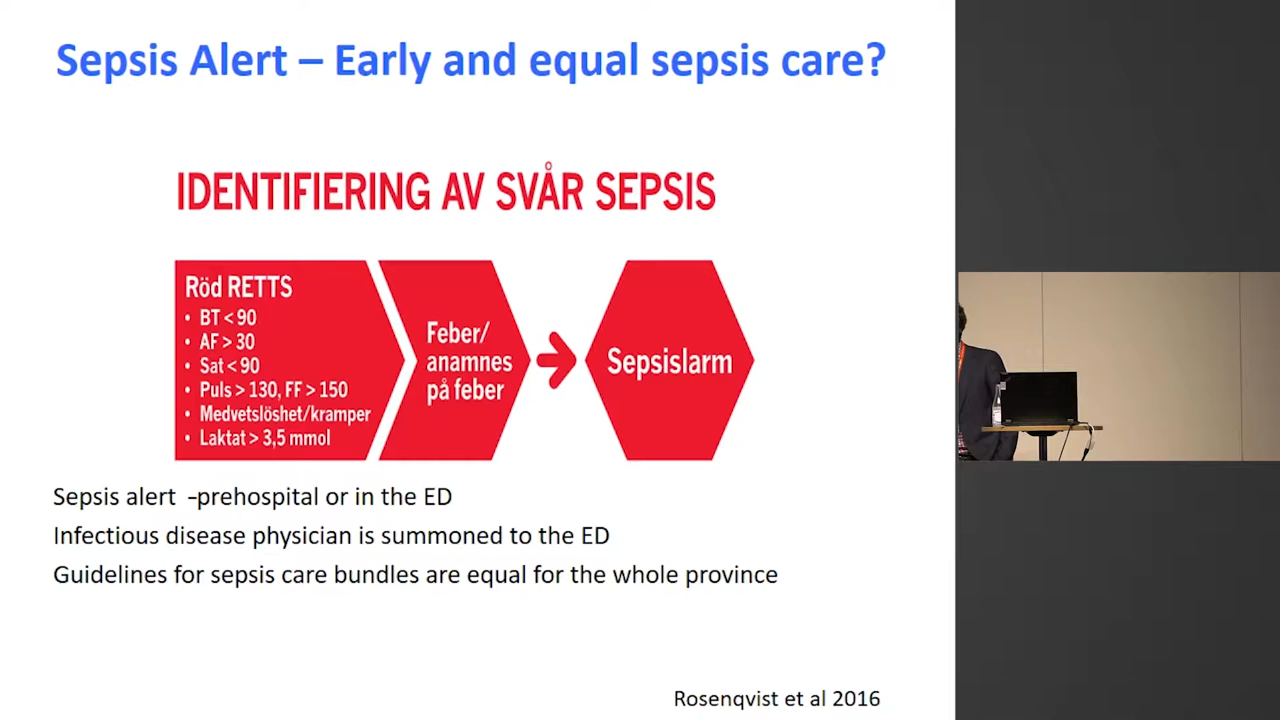 Sepsis Alert – Early and equal sepsis care?
IDENTIFIERING AV SVÅR SEPSIS
Röd RETTS
• BT < 90
• AF > 30
• Sat < 90
• Puls > 130, FF > 150
• Medvetslöshet/kramper
• Laktat > 3,5 mmol
Feber/
anamnes
på feber
Sepsislarm
Sepsis alert –prehospital or in the ED
Infectious disease physician is summoned to the ED
Guidelines for sepsis care bundles are equal for the whole province
Rosenqvist et al 2016